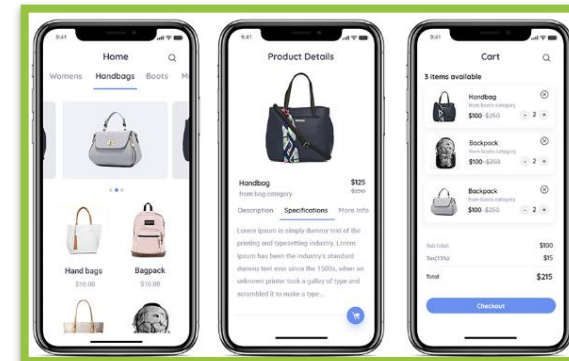 9:41
Home
Womens Handbags Boots M
Hand bags
$10.00
Bagpack
$10.00
9:41
Product Details
Handbag $125
from bag category $250
Description Specifications More Info
Lorem Ipsum is simply dummy text of the
printing and typesetting industry. Lorem
Ipsum has been the industry's standard
dummy text ever since the 1500s, when an
unknown printer took a galley of type and
scrambled it to make a type...
9:41
Cart
3 items available
Handbag
from boots category
$100 $250 - 2 +
Backpack
from boots category
$100 $250 - 2 +
Backpack
from boots category
$100 $250 - 2 +
Sub total $100
Tax(15%) $15
Total $215
Checkout